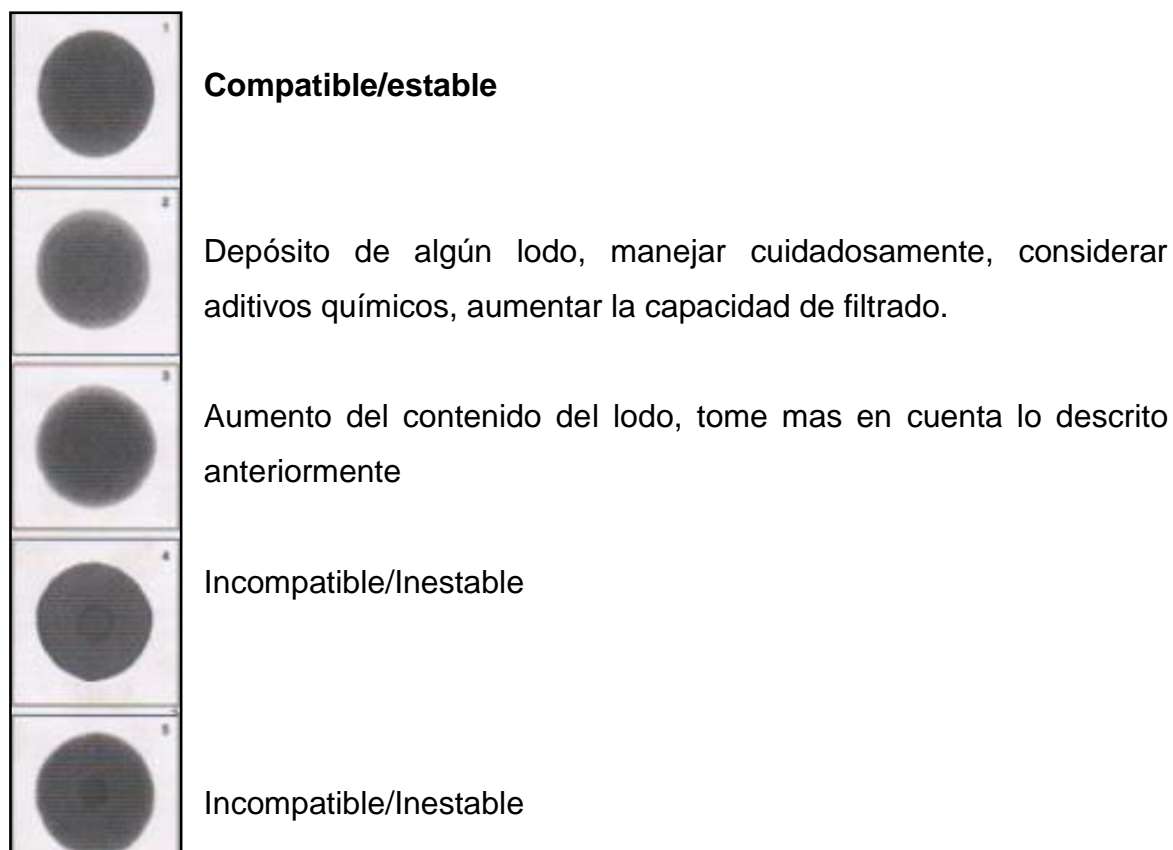 1
Compatible/estable
2
Depósito de algún lodo, manejar cuidadosamente, considerar
aditivos químicos, aumentar la capacidad de filtrado.
3
Aumento del contenido del lodo, tome mas en cuenta lo descrito
anteriormente
4
Incompatible/Inestable
5
Incompatible/Inestable